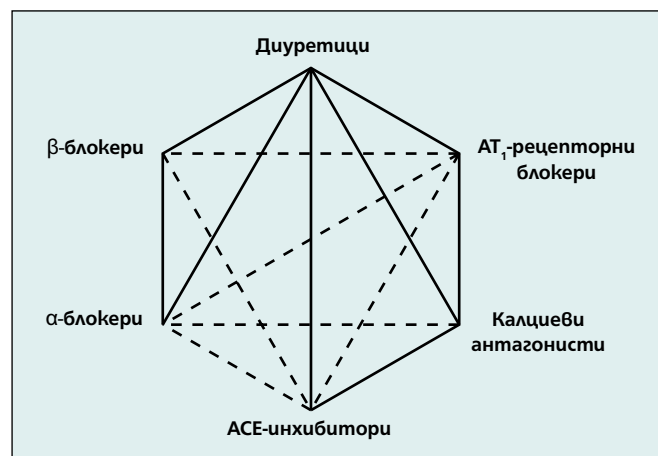 Диуретици
β-блокери
AT₁-рецепторни
блокери
α-блокери
Калциеви
антагонисти
ACE-инхибитори